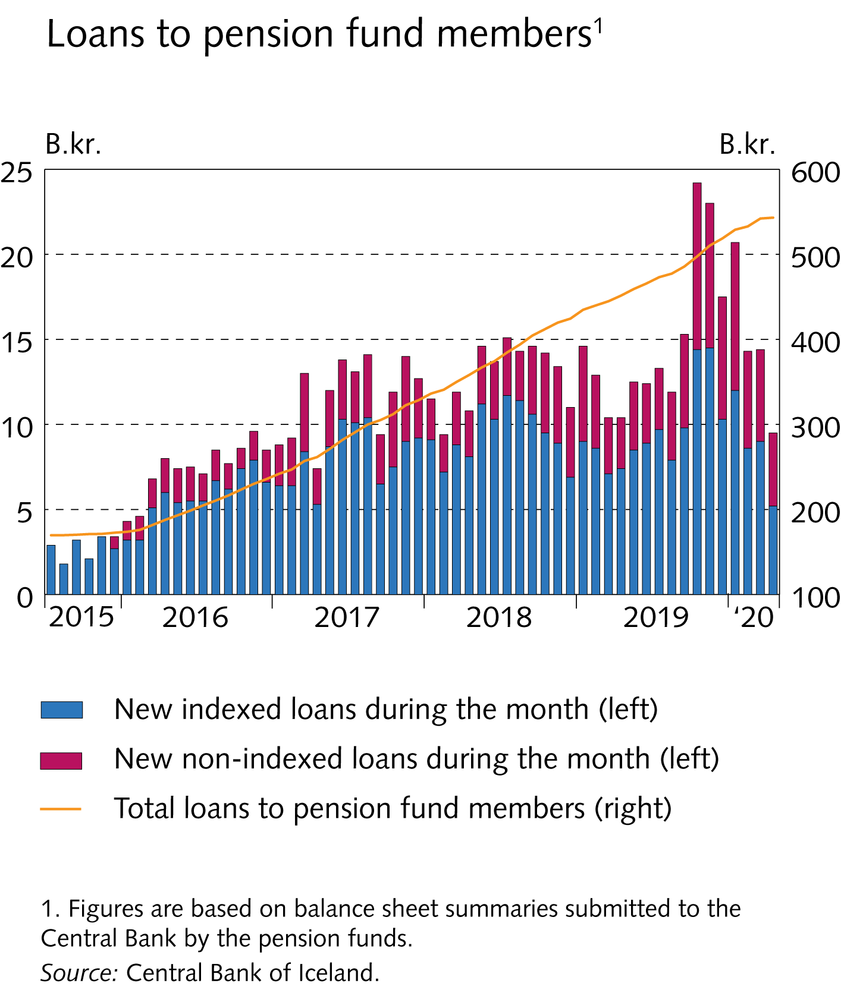 Loans to pension fund members¹
B.kr. B.kr.
25 600
20 500
15 400
10 300
5 200
0 100
2015 2016 2017 2018 2019 ‘20
New indexed loans during the month (left)
New non-indexed loans during the month (left)
Total loans to pension fund members (right)
1. Figures are based on balance sheet summaries submitted to the
Central Bank by the pension funds.
Source: Central Bank of Iceland.